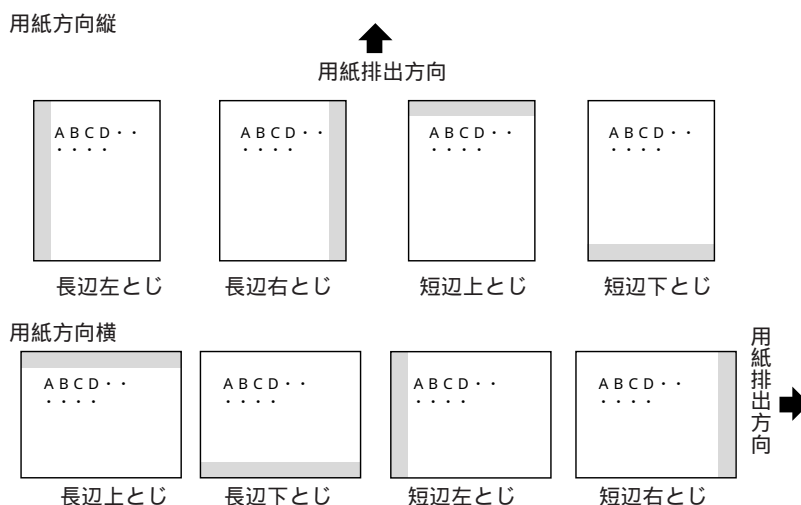 用紙方向縦
用紙排出方向
ABCD・・
・・・・
ABCD・・
・・・・
ABCD・・
・・・・
ABCD・・
・・・・
長辺左とじ
長辺右とじ
短辺上とじ
短辺下とじ
用紙方向横
用紙排出方向
ABCD・・
・・・・
ABCD・・
・・・・
ABCD・・
・・・・
ABCD・・
・・・・
長辺上とじ
長辺下とじ
短辺左とじ
短辺右とじ